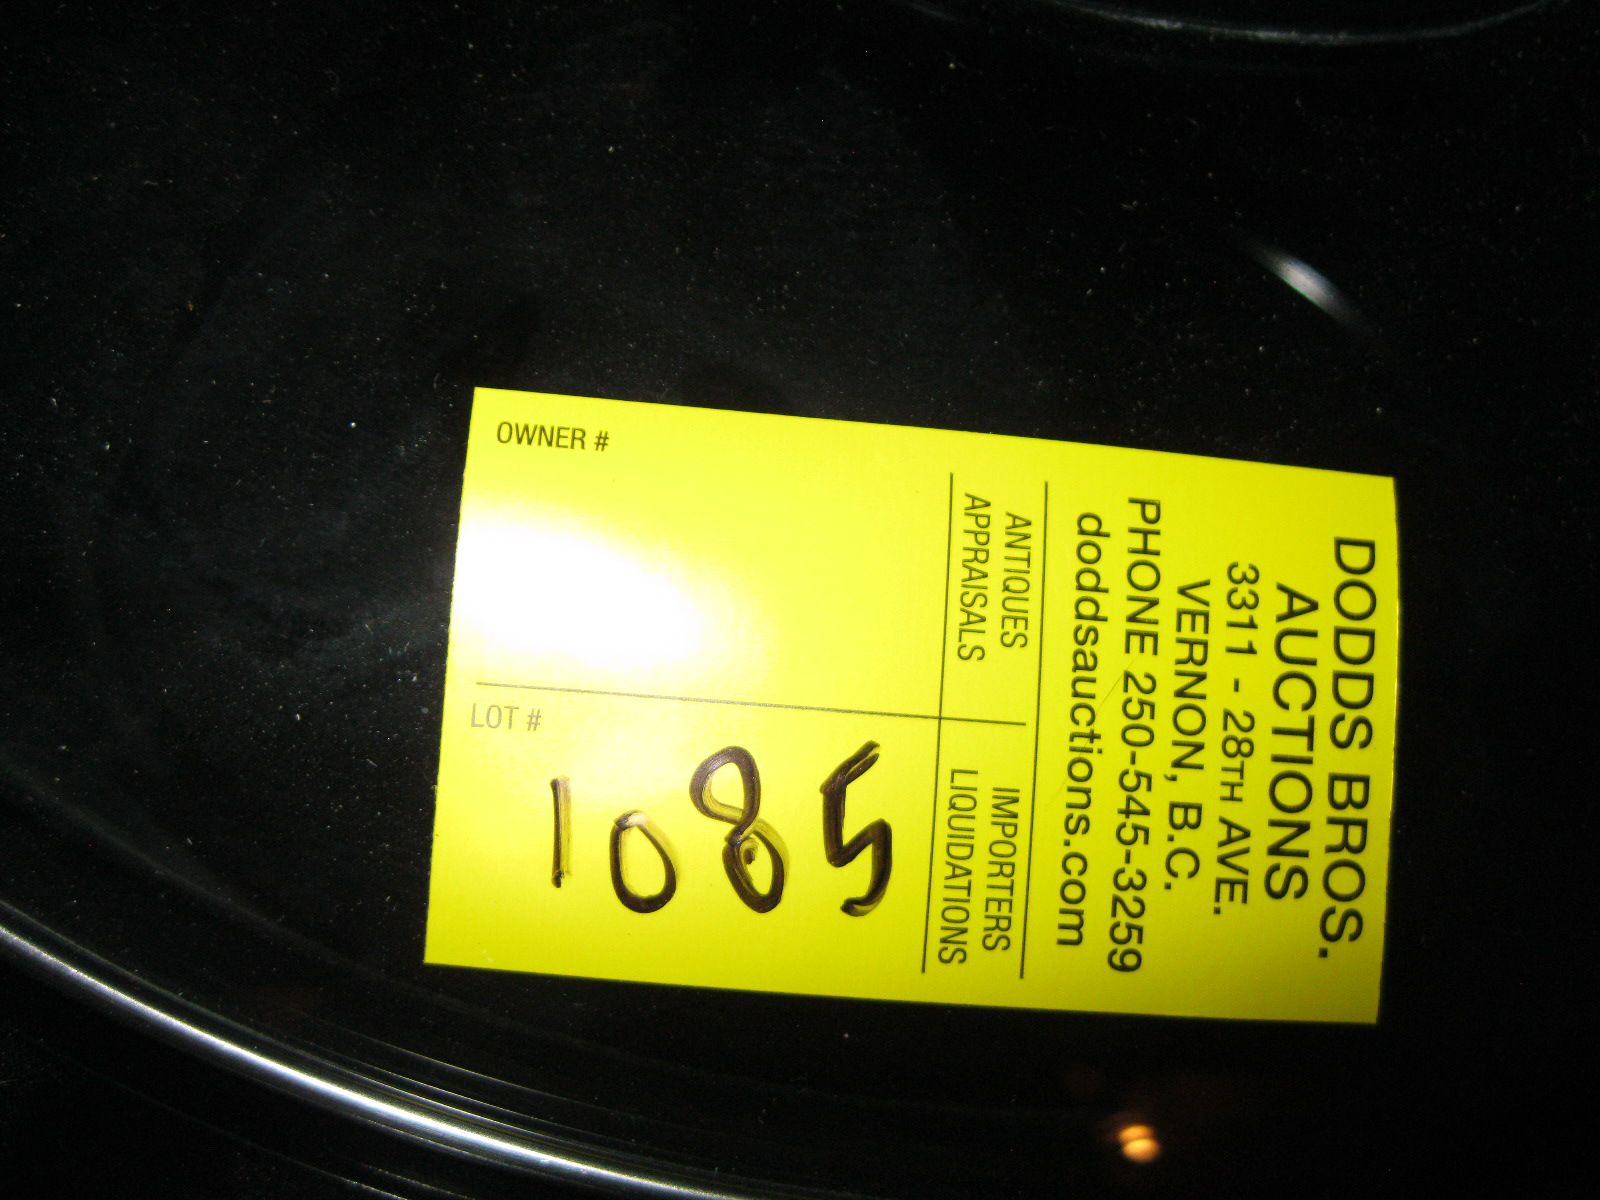 DODDS BROS.
AUCTIONS
3311 - 28TH AVE.
VERNON, B.C.
PHONE 250-545-3259
doddsauctions.com
ANTIQUES
APPRAISALS
IMPORTERS
LIQUIDATIONS
OWNER #
LOT #
1085